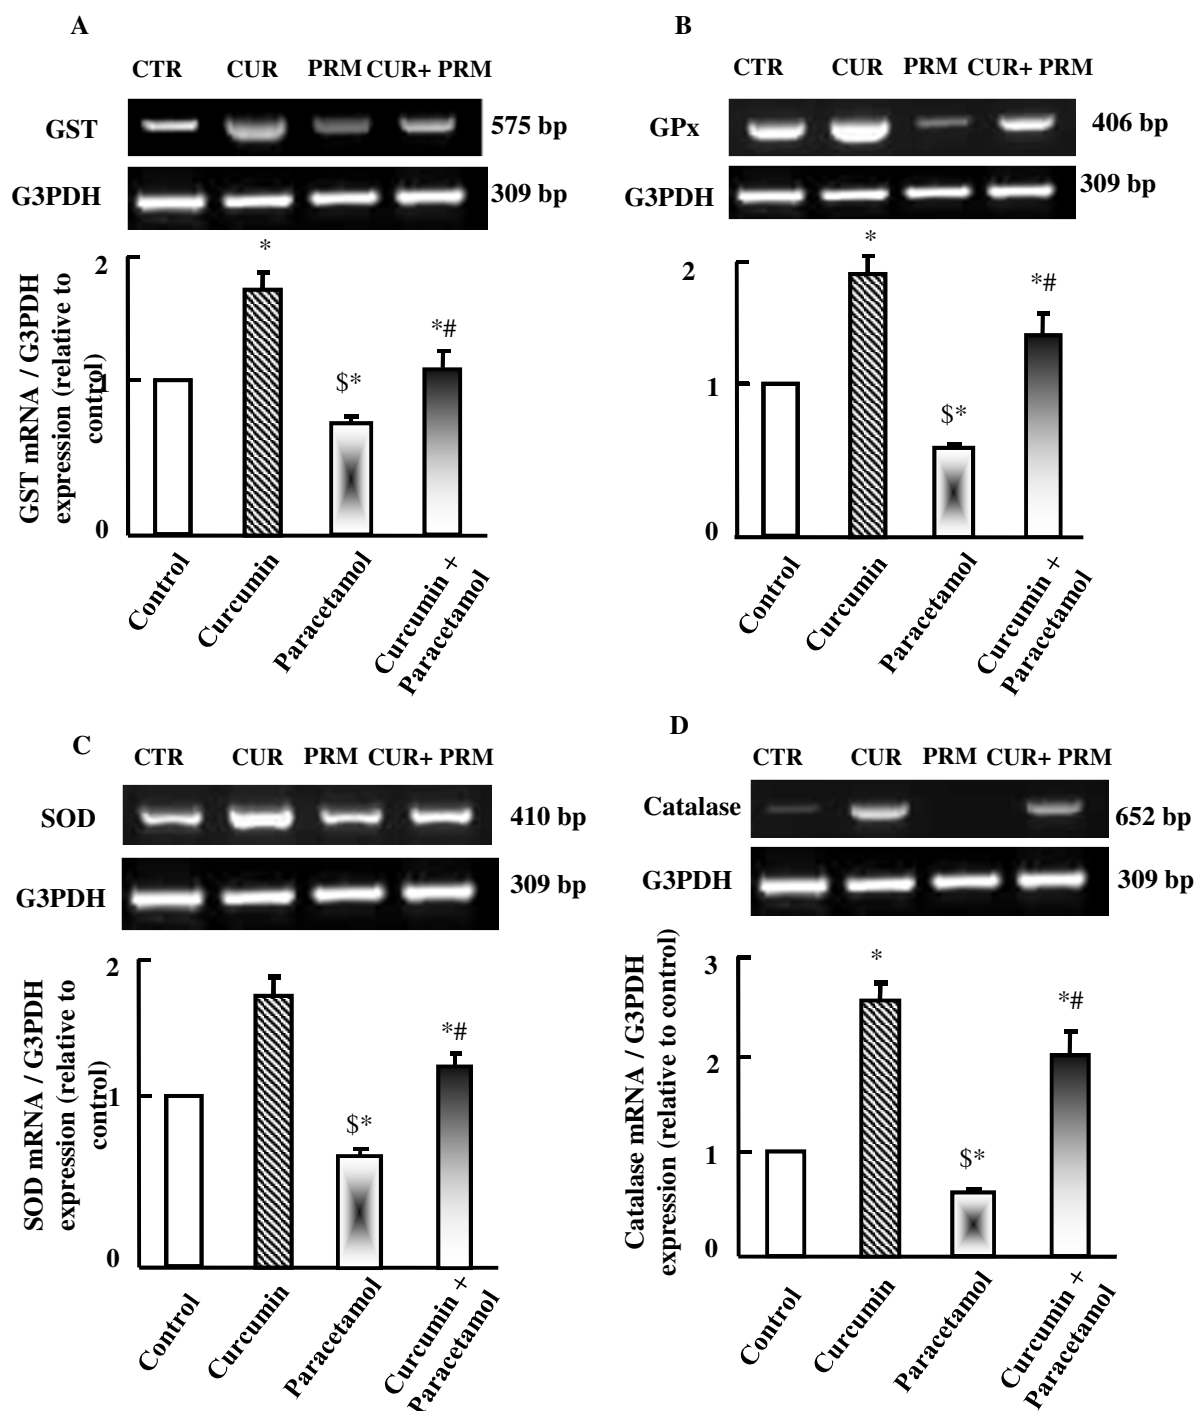 A
CTR CUR PRM CUR+ PRM
GST 575 bp
G3PDH 309 bp
GST mRNA / G3PDH
expression (relative to
control)
2
1
0
*
$*
*#
Control
Curcumin
Paracetamol
Curcumin +
Paracetamol
B
CTR CUR PRM CUR+ PRM
GPx 406 bp
G3PDH 309 bp
2
1
0
*
$*
*#
Control
Curcumin
Paracetamol
Curcumin +
Paracetamol
C
CTR CUR PRM CUR+ PRM
SOD 410 bp
G3PDH 309 bp
SOD mRNA / G3PDH
expression (relative to
control)
2
1
0
$*
*#
Control
Curcumin
Paracetamol
Curcumin +
Paracetamol
D
CTR CUR PRM CUR+ PRM
Catalase 652 bp
G3PDH 309 bp
Catalase mRNA / G3PDH
expression (relative to control)
3
2
1
0
*
$*
*#
Control
Curcumin
Paracetamol
Curcumin +
Paracetamol